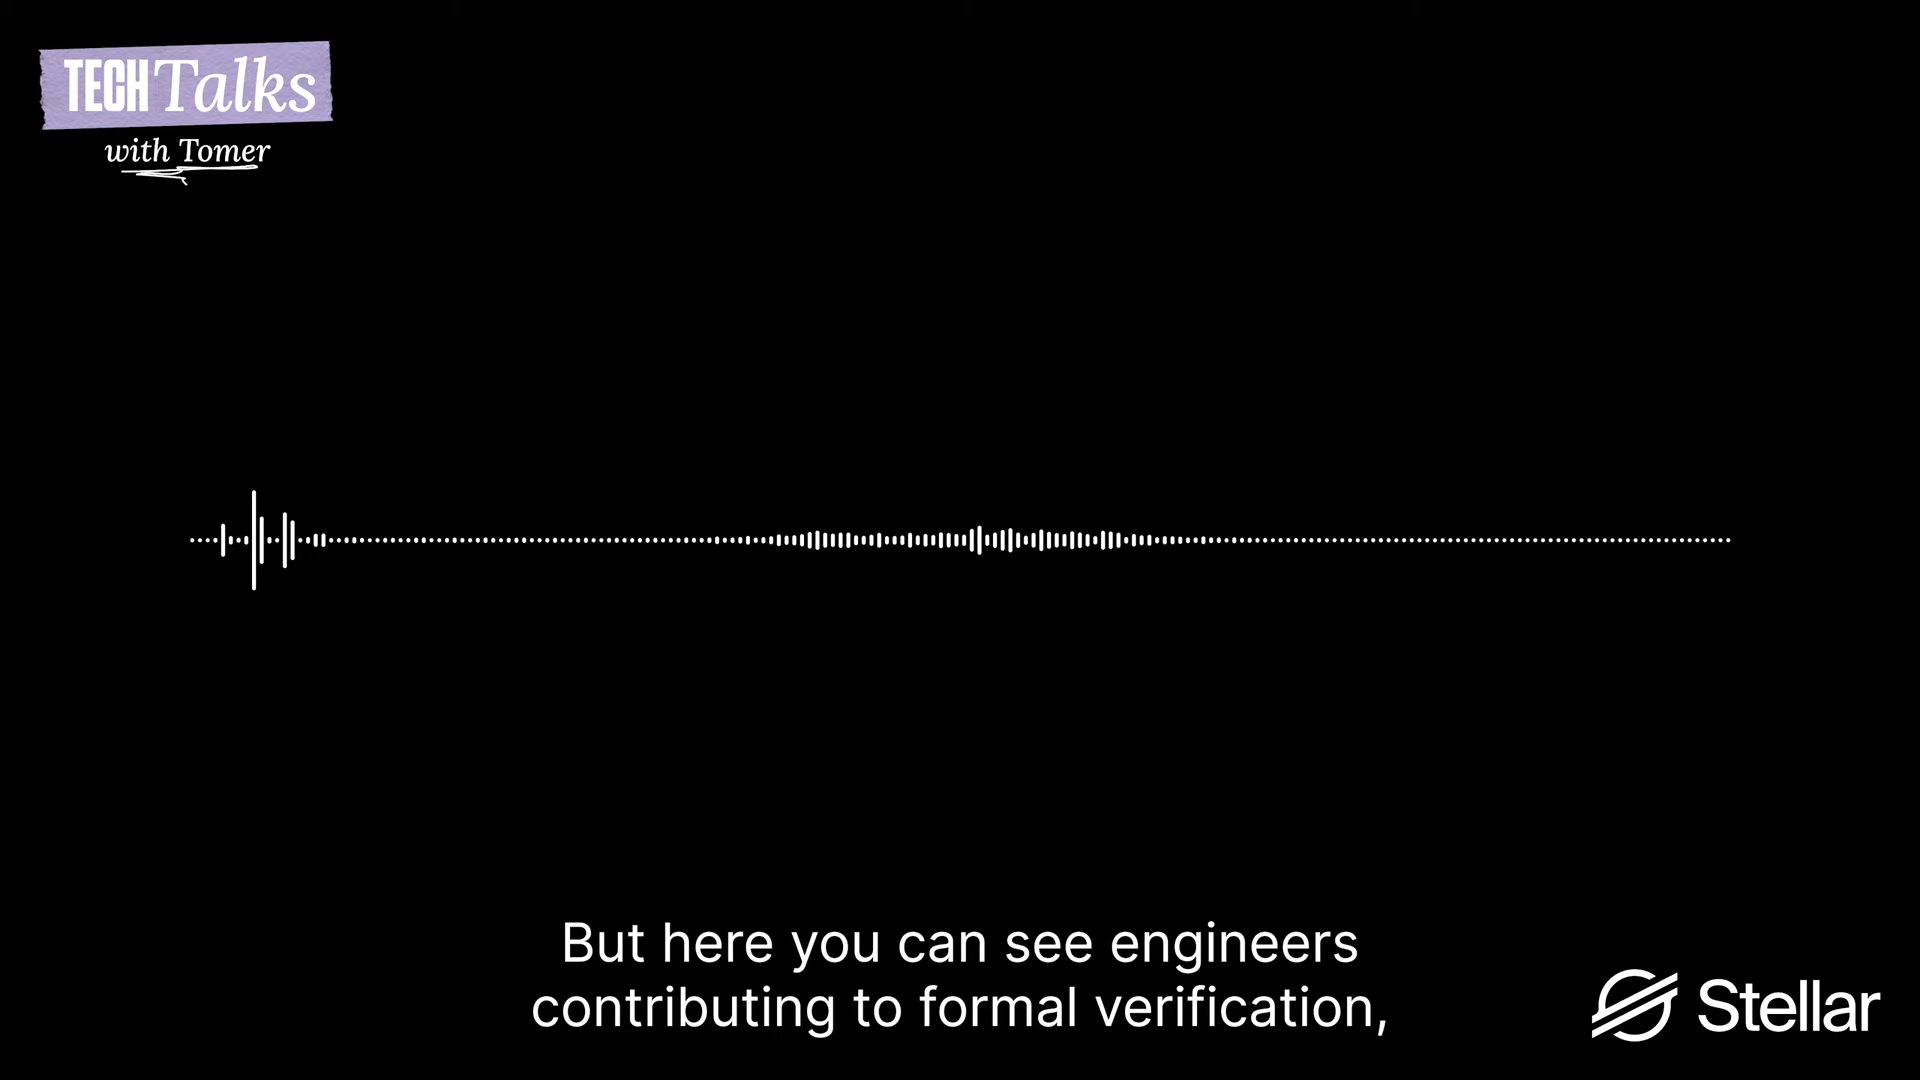 TECH Talks
with Tomer
But here you can see engineers
contributing to formal verification,
Stellar